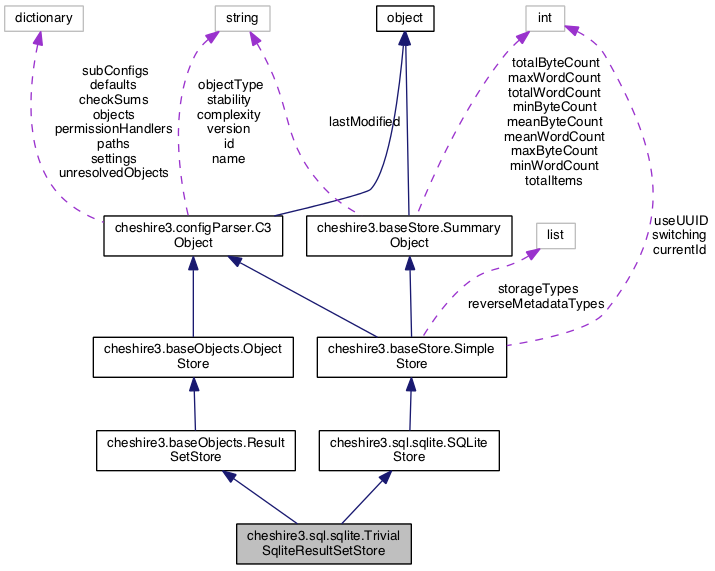 dictionary
string
object
int
subConfigs
defaults
checkSums
objects
permissionHandlers
paths
settings
unresolvedObjects
objectType
stability
complexity
version
id
name
lastModified
totalByteCount
maxWordCount
totalWordCount
minByteCount
meanByteCount
meanWordCount
maxByteCount
minWordCount
totalItems
cheshire3.configParser.C3
Object
cheshire3.baseStore.Summary
Object
list
useUUID
switching
currentId
storageTypes
reverseMetadataTypes
cheshire3.baseObjects.Object
Store
cheshire3.baseStore.Simple
Store
cheshire3.baseObjects.Result
SetStore
cheshire3.sql.sqlite.SQLite
Store
cheshire3.sql.sqlite.Trivial
SqliteResultSetStore